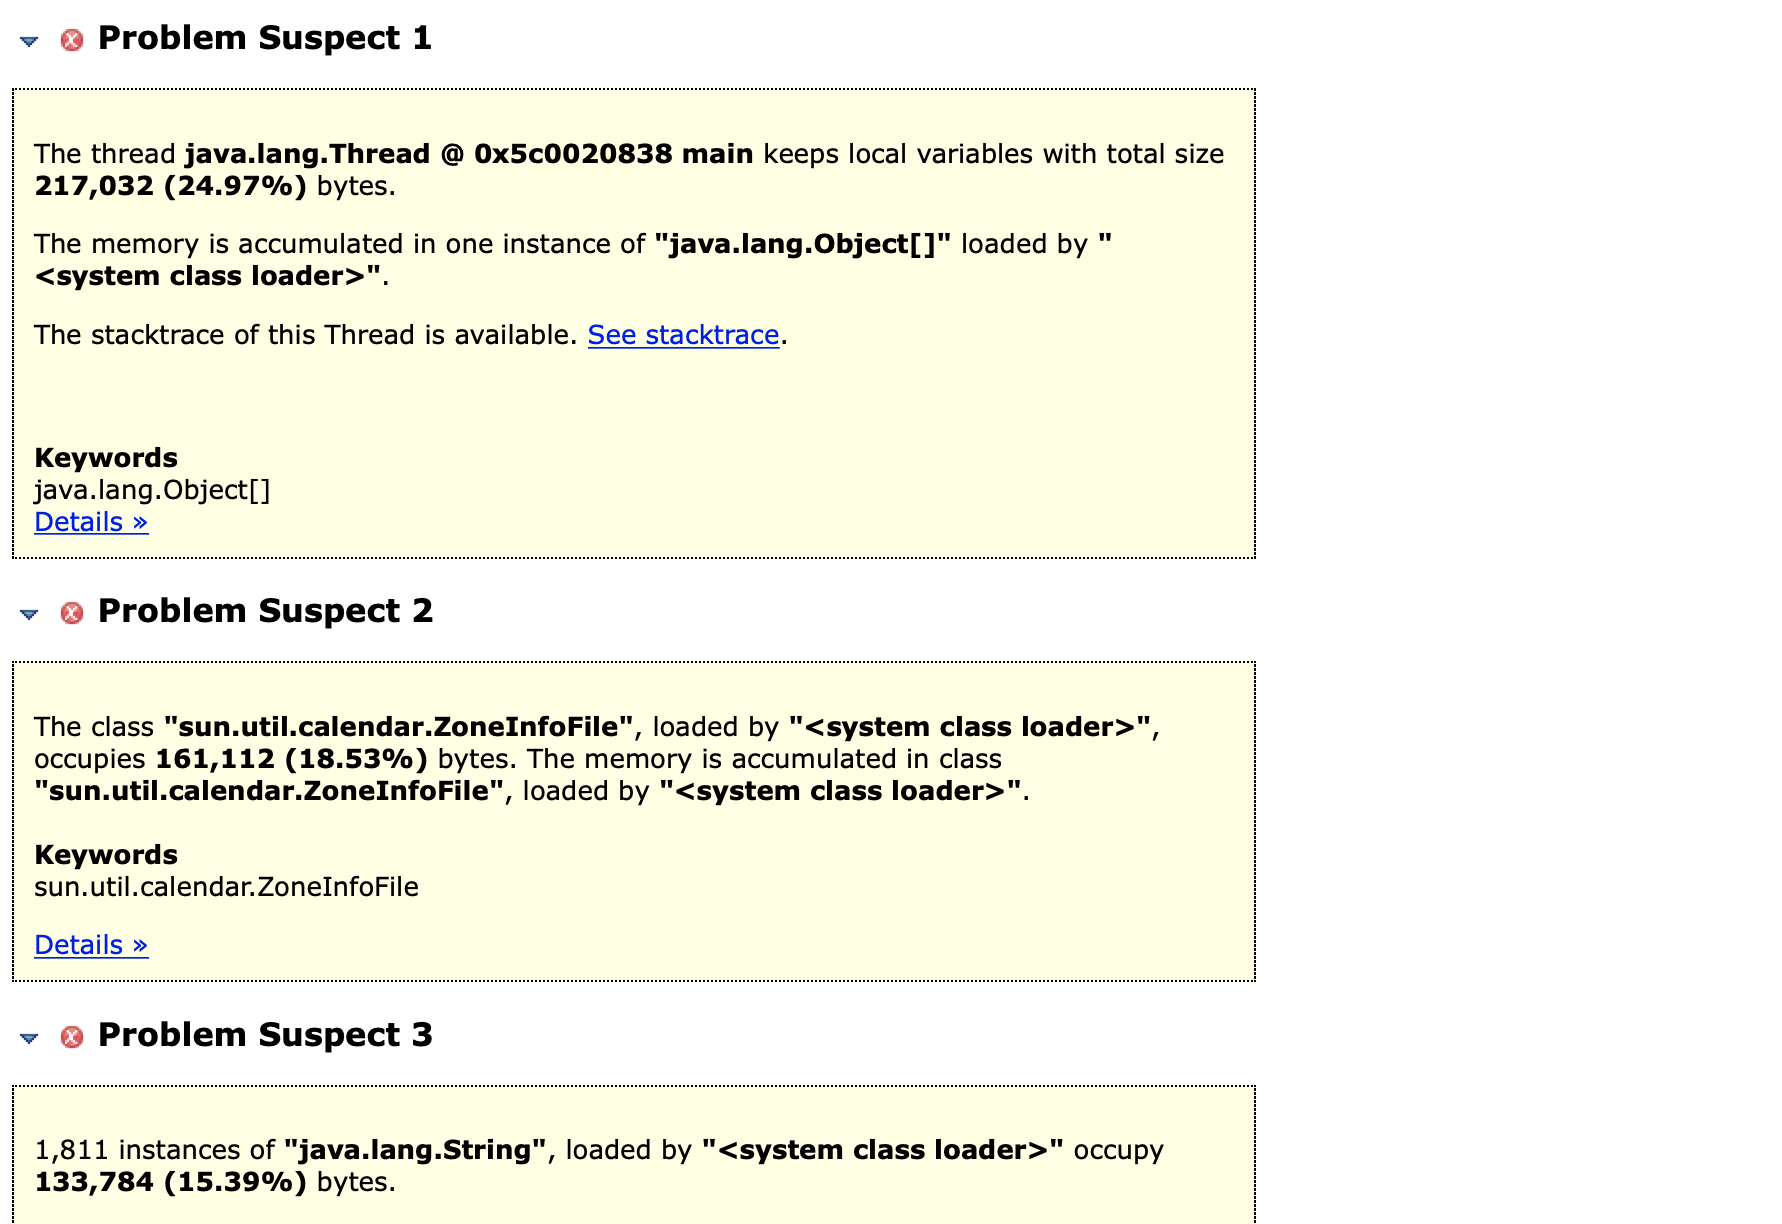 Problem Suspect 1
The thread java.lang.Thread @ 0x5c0020838 main keeps local variables with total size
217,032 (24.97%) bytes.
The memory is accumulated in one instance of "java.lang.Object[]" loaded by "
<system class loader>".
The stacktrace of this Thread is available. See stacktrace.
Keywords
java.lang.Object[]
Details »
Problem Suspect 2
The class "sun.util.calendar.ZoneInfoFile", loaded by "<system class loader>",
occupies 161,112 (18.53%) bytes. The memory is accumulated in class
"sun.util.calendar.ZoneInfoFile", loaded by "<system class loader>".
Keywords
sun.util.calendar.ZoneInfoFile
Details »
Problem Suspect 3
1,811 instances of "java.lang.String", loaded by "<system class loader>" occupy
133,784 (15.39%) bytes.